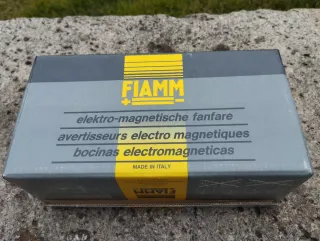 FIAMM
elektro-magnetische fanfare
avertisseurs electro magnetiques
bocinas electromagneticas
MADE IN ITALY